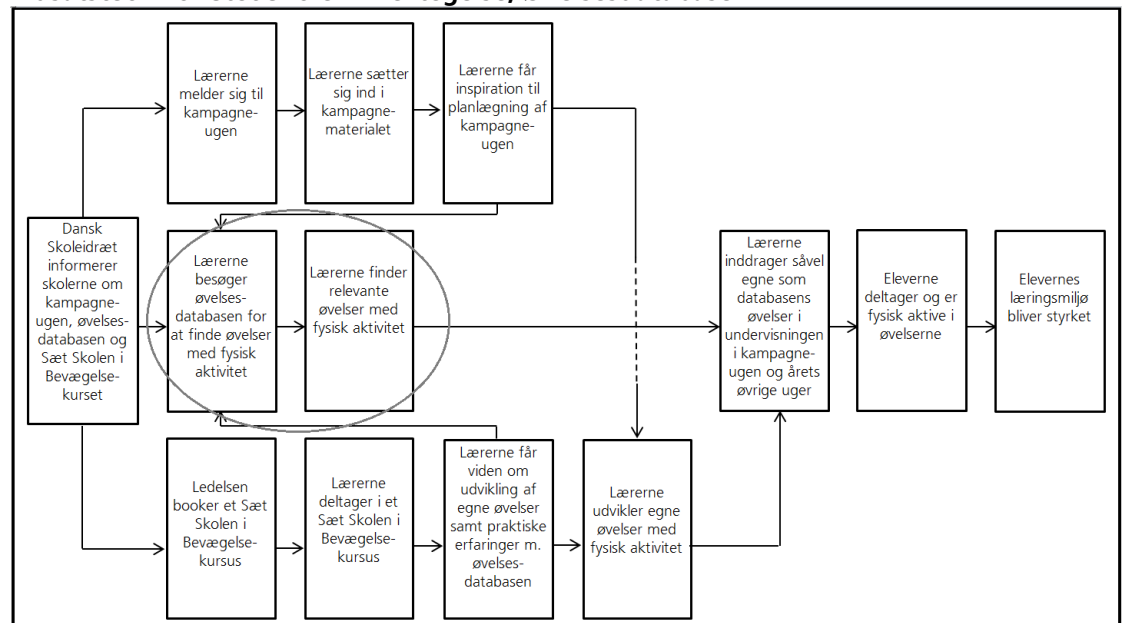 Lærerne
melder sig til
kampagne-
ugen
Lærerne sætter
sig ind i
kampagne-
materialet
Lærerne får
inspiration til
planlægning af
kampagne-
ugen
Dansk
Skoleidræt
informerer
skolerne om
kampagne-
ugen, øvelses-
databasen og
Sæt Skolen i
Bevægelse-
kurset
Lærerne
besøger
øvelses-
databasen for
at finde øvelser
med fysisk
aktivitet
Lærerne finder
relevante
øvelser med
fysisk aktivitet
Lærerne
inddrager såvel
egne som
databasens
øvelser i
undervisningen
i kampagne-
ugen og årets
øvrige uger
Eleverne
deltager og er
fysisk aktive i
øvelserne
Elevernes
læringsmiljø
bliver styrket
Ledelsen
booker et Sæt
Skolen i
Bevægelse-
kursus
Lærerne
deltager i et
Sæt Skolen i
Bevægelse-
kursus
Lærerne får
viden om
udvikling af
egne øvelser
samt praktiske
erfaringer m.
øvelses-
databasen
Lærerne
udvikler egne
øvelser med
fysisk aktivitet